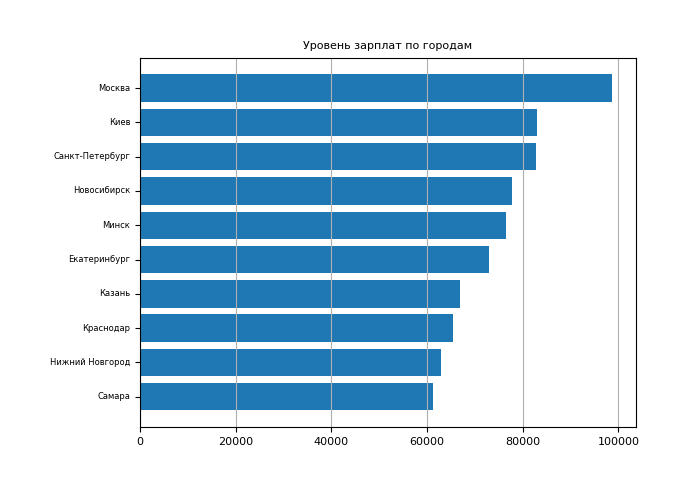 Уровень зарплат по городам
Москва
Киев
Санкт-Петербург
Новосибирск
Минск
Екатеринбург
Казань
Краснодар
Нижний Новгород
Самара
0 20000 40000 60000 80000 100000